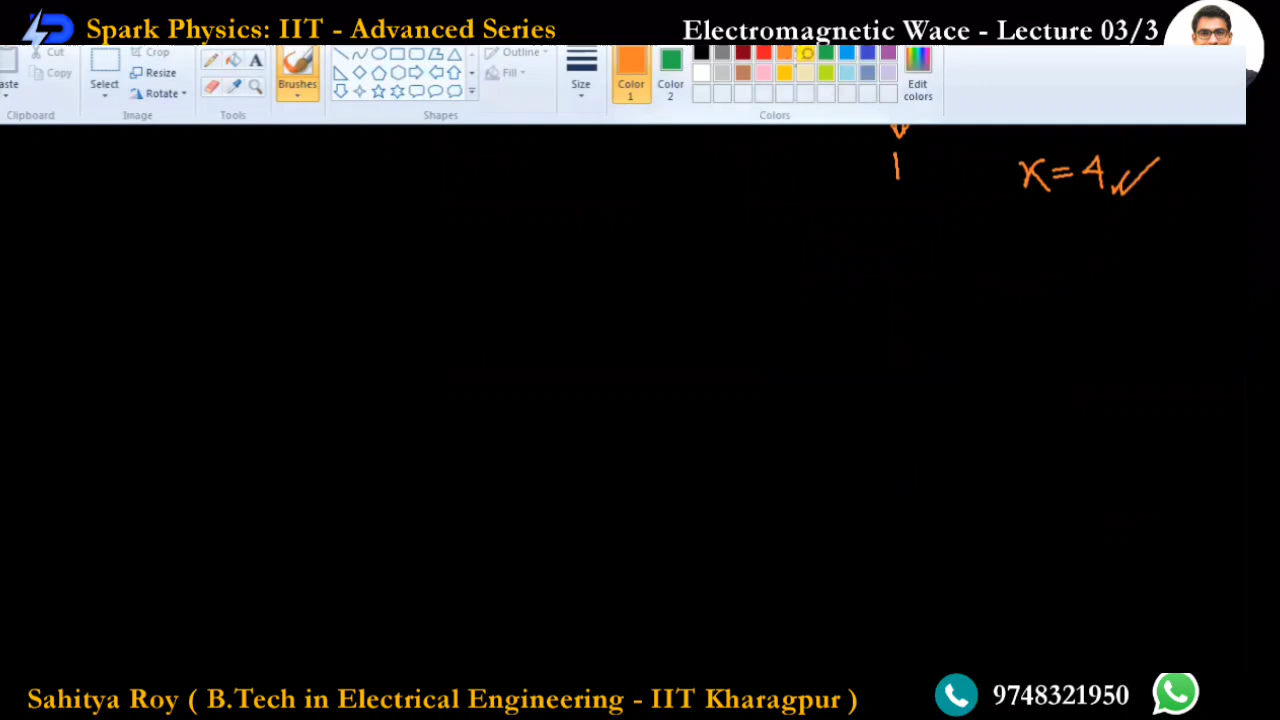 Spark Physics: IIT - Advanced Series
Electromagnetic Wace - Lecture 03/3
Cut
Crop
Outline
aste
Copy
Select
Resize
Rotate
Brushes
Fill
Size
Color 1
Color 2
Edit colors
Clipboard
Image
Tools
Shapes
Colors
1
K = 4 ✓
Sahitya Roy ( B.Tech in Electrical Engineering - IIT Kharagpur )
9748321950